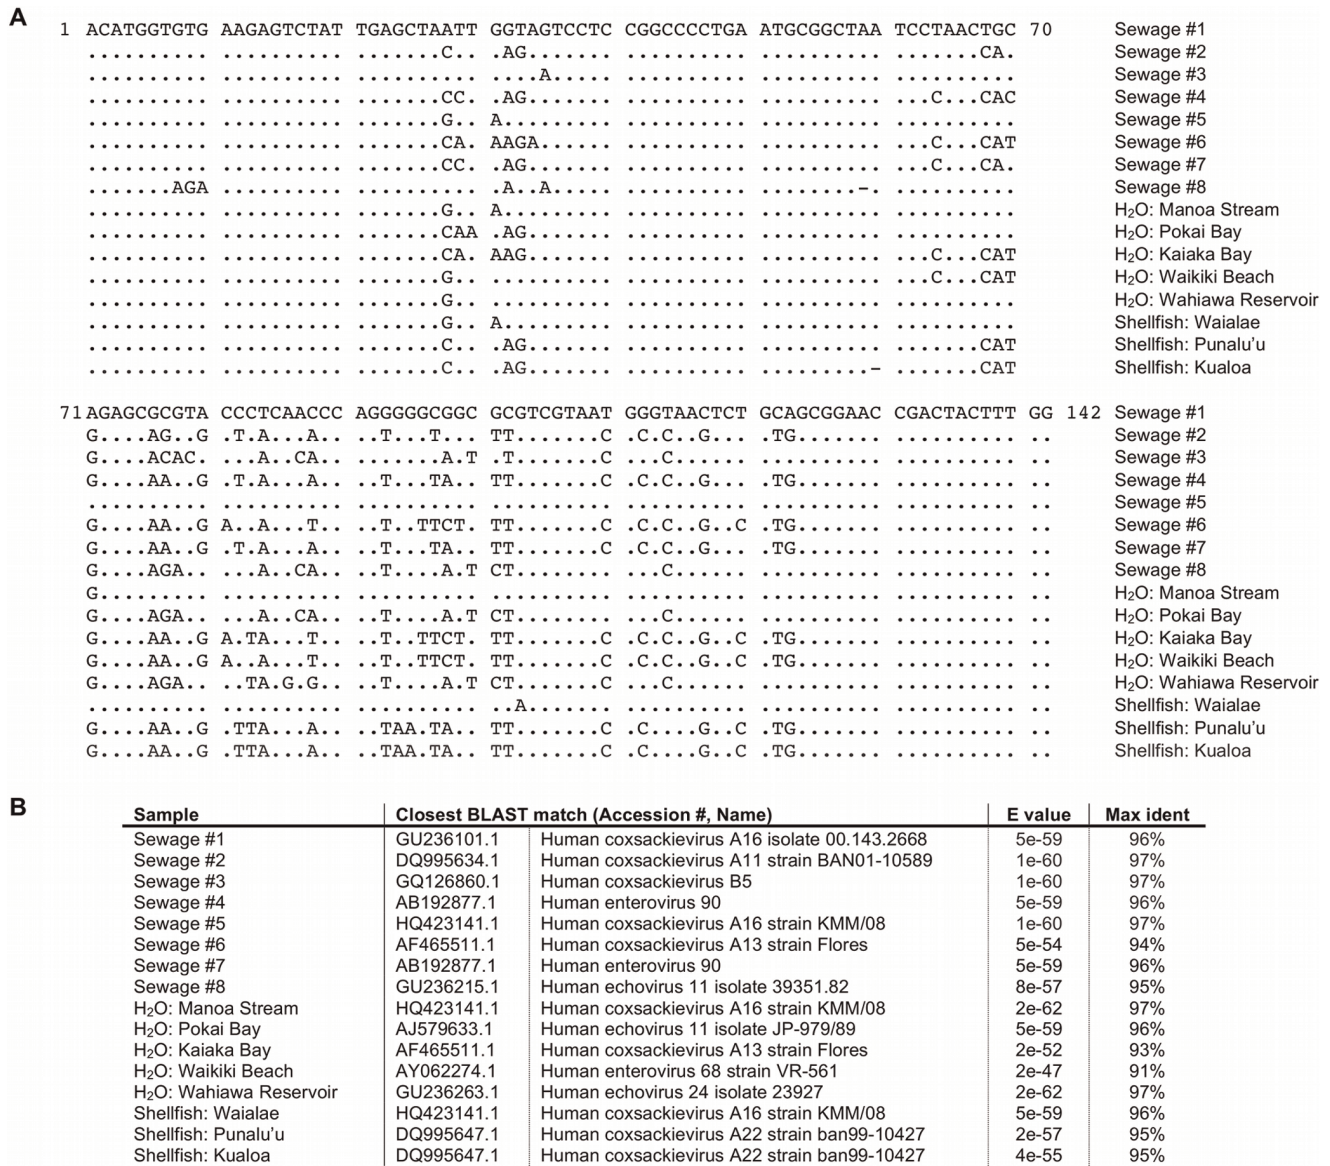 A
1 ACATGGTGTG AAGAGTCTAT TGAGCTAATT GGTAGTCCTC CGGCCCCTGA ATGCGGCTAA TCCTAACTGC 70 Sewage #1
.......... .......... .......C.. .AG....... .......... .......... .......CA. Sewage #2
.......... .......... .......... ....A..... .......... .......... .......... Sewage #3
.......... .......... .......CC. .AG....... .......... .......... ...C...CAC Sewage #4
.......... .......... .......G.. A......... .......... .......... .......... Sewage #5
.......... .......... .......CA. AAGA...... .......... .......... ...C...CAT Sewage #6
.......... .......... .......CC. .AG....... .......... .......... ...C...CA. Sewage #7
.......AGA .......... .......... .A..A..... .......... ........-. .......... Sewage #8
.......... .......... .......G.. A......... .......... .......... .......... H₂O: Manoa Stream
.......... .......... .......CAA .AG....... .......... .......... .......... H₂O: Pokai Bay
.......... .......... .......CA. AAG....... .......... .......... ...C...CAT H₂O: Kaiaka Bay
.......... .......... .......G.. .......... .......... .......... ...C...CAT H₂O: Waikiki Beach
.......... .......... .......G.. .......... .......... .......... .......... H₂O: Wahiawa Reservoir
.......... .......... .......G.. A......... .......... .......... .......... Shellfish: Waialae
.......... .......... .......C.. .AG....... .......... .......... .......CAT Shellfish: Punalu’u
.......... .......... .......C.. .AG....... .......... .........- .......CAT Shellfish: Kualoa
71 AGAGCGCGTA CCCTCAACCC AGGGGGCGGC GCGTCGTAAT GGGTAACTCT GCAGCGGAAC CGACTACTTT GG 142 Sewage #1
G....AG..G .T.A...A.. ..T...T... TT.......C .C.C..G... .TG....... .......... .. Sewage #2
G....ACAC. ...A..CA.. .......A.T .T.......C ...C...... .......... .......... .. Sewage #3
G....AA..G .T.A...A.. ..T...TA.. TT.......C .C.C..G... .TG....... .......... .. Sewage #4
.......... .......... .......... .......... .......... .......... .......... .. Sewage #5
G....AA..G A..A...T.. ..T..TTCT. TT.......C .C.C..G..C .TG....... .......... .. Sewage #6
G....AA..G .T.A...A.. ..T...TA.. TT.......C .C.C..G... .TG....... .......... .. Sewage #7
G....AGA.. ...A..CA.. ..T....A.T CT........ ...C...... .......... .......... .. Sewage #8
G......... .......... .......... .......... .......... .......... .......... .. H₂O: Manoa Stream
G....AGA.. ...A..CA.. ..T....A.T CT........ ...C...... .......... .......... .. H₂O: Pokai Bay
G....AA..G A.TA...T.. ..T..TTCT. TT.......C .C.C..G..C .TG....... .......... .. H₂O: Kaiaka Bay
G....AA..G A..A...T.. ..T..TTCT. TT.......C .C.C..G..C .TG....... .......... .. H₂O: Waikiki Beach
G....AGA.. ..TA.G.G.. ..T....A.T CT.......C ...C...... .......... .......... .. H₂O: Wahiawa Reservoir
.......... .......... .......... ..A....... .......... .......... .......... .. Shellfish: Waialae
G....AA..G .TTA...A.. ..TAA.TA.. TT.......C .C....G..C .TG....... .......... .. Shellfish: Punalu’u
G....AA..G .TTA...A.. ..TAA.TA.. TT.......C .C....G..C .TG....... .......... .. Shellfish: Kualoa
B
Sample Closest BLAST match (Accession #, Name) E value Max ident
Sewage #1 GU236101.1 Human coxsackievirus A16 isolate 00.143.2668 5e-59 96%
Sewage #2 DQ995634.1 Human coxsackievirus A11 strain BAN01-10589 1e-60 97%
Sewage #3 GQ126860.1 Human coxsackievirus B5 1e-60 97%
Sewage #4 AB192877.1 Human enterovirus 90 5e-59 96%
Sewage #5 HQ423141.1 Human coxsackievirus A16 strain KMM/08 1e-60 97%
Sewage #6 AF465511.1 Human coxsackievirus A13 strain Flores 5e-54 94%
Sewage #7 AB192877.1 Human enterovirus 90 5e-59 96%
Sewage #8 GU236215.1 Human echovirus 11 isolate 39351.82 8e-57 95%
H₂O: Manoa Stream HQ423141.1 Human coxsackievirus A16 strain KMM/08 2e-62 97%
H₂O: Pokai Bay AJ579633.1 Human echovirus 11 isolate JP-979/89 5e-59 96%
H₂O: Kaiaka Bay AF465511.1 Human coxsackievirus A13 strain Flores 2e-52 93%
H₂O: Waikiki Beach AY062274.1 Human enterovirus 68 strain VR-561 2e-47 91%
H₂O: Wahiawa Reservoir GU236263.1 Human echovirus 24 isolate 23927 2e-62 97%
Shellfish: Waialae HQ423141.1 Human coxsackievirus A16 strain KMM/08 5e-59 96%
Shellfish: Punalu’u DQ995647.1 Human coxsackievirus A22 strain ban99-10427 2e-57 95%
Shellfish: Kualoa DQ995647.1 Human coxsackievirus A22 strain ban99-10427 4e-55 95%